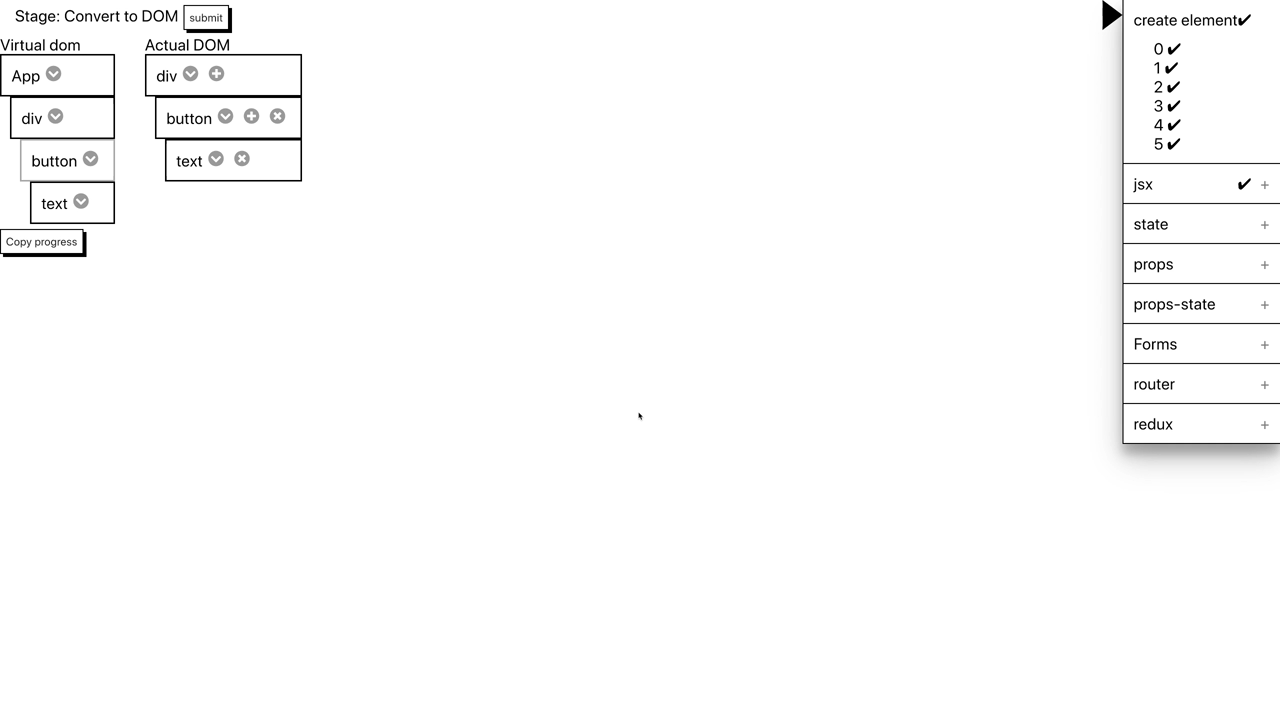 Stage: Convert to DOM submit
Virtual dom
App
div
button
text
Copy progress
Actual DOM
div
button
text
create element✔
0 ✔
1 ✔
2 ✔
3 ✔
4 ✔
5 ✔
jsx ✔ +
state +
props +
props-state +
Forms +
router +
redux +